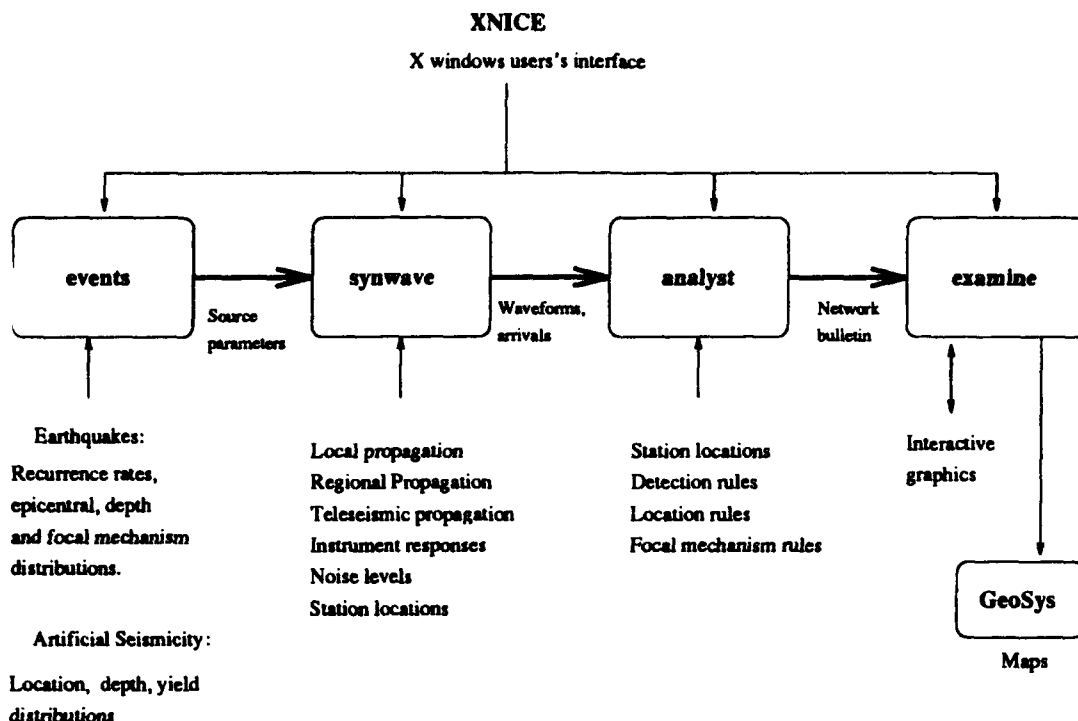 XNICE
X windows users's interface
events
synwave
analyst
examine
Source
parameters
Waveforms,
arrivals
Network
bulletin
Earthquakes:
Recurrence rates,
epicentral, depth
and focal mechanism
distributions.
Artificial Seismicity:
Location, depth, yield
distributions
Local propagation
Regional Propagation
Teleseismic propagation
Instrument responses
Noise levels
Station locations
Station locations
Detection rules
Location rules
Focal mechanism rules
Interactive
graphics
GeoSys
Maps